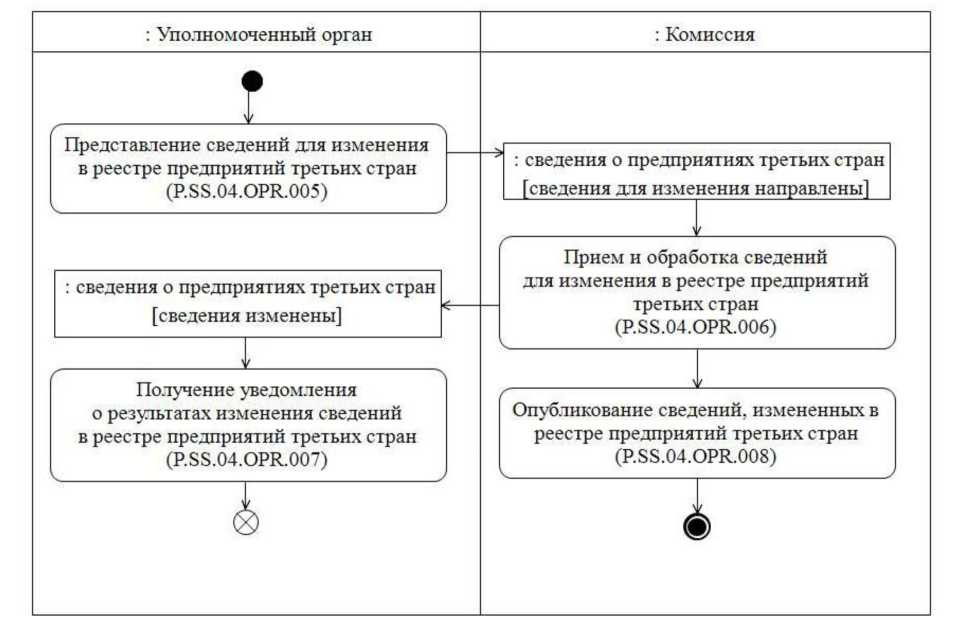 : Уполномоченный орган
: Комиссия
Представление сведений для изменения
в реестре предприятий третьих стран
(P.SS.04.OPR.005)
: сведения о предприятиях третьих стран
[сведения для изменения направлены]
Прием и обработка сведений
для изменения в реестре предприятий
третьих стран
(P.SS.04.OPR.006)
: сведения о предприятиях третьих стран
[сведения изменены]
Получение уведомления
о результатах изменения сведений
в реестре предприятий третьих стран
(P.SS.04.OPR.007)
Опубликование сведений, измененных в
реестре предприятий третьих стран
(P.SS.04.OPR.008)